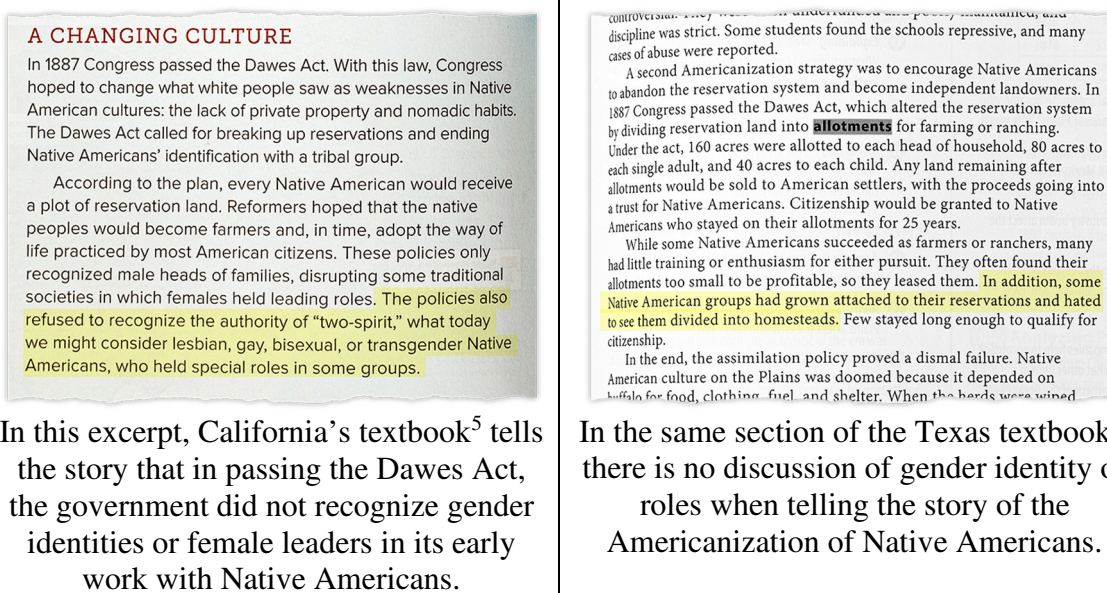 A CHANGING CULTURE
In 1887 Congress passed the Dawes Act. With this law, Congress
hoped to change what white people saw as weaknesses in Native
American cultures: the lack of private property and nomadic habits.
The Dawes Act called for breaking up reservations and ending
Native Americans' identification with a tribal group.
According to the plan, every Native American would receive
a plot of reservation land. Reformers hoped that the native
peoples would become farmers and, in time, adopt the way of
life practiced by most American citizens. These policies only
recognized male heads of families, disrupting some traditional
societies in which females held leading roles. The policies also
refused to recognize the authority of "two-spirit," what today
we might consider lesbian, gay, bisexual, or transgender Native
Americans, who held special roles in some groups.
In this excerpt, California's textbook⁵ tells
the story that in passing the Dawes Act,
the government did not recognize gender
identities or female leaders in its early
work with Native Americans.
discipline was strict. Some students found the schools repressive, and many
cases of abuse were reported.
A second Americanization strategy was to encourage Native Americans
to abandon the reservation system and become independent landowners. In
1887 Congress passed the Dawes Act, which altered the reservation system
by dividing reservation land into allotments for farming or ranching.
Under the act, 160 acres were allotted to each head of household, 80 acres to
each single adult, and 40 acres to each child. Any land remaining after
allotments would be sold to American settlers, with the proceeds going into
a trust for Native Americans. Citizenship would be granted to Native
Americans who stayed on their allotments for 25 years.
While some Native Americans succeeded as farmers or ranchers, many
had little training or enthusiasm for either pursuit. They often found their
allotments too small to be profitable, so they leased them. In addition, some
Native American groups had grown attached to their reservations and hated
to see them divided into homesteads. Few stayed long enough to qualify for
citizenship.
In the end, the assimilation policy proved a dismal failure. Native
American culture on the Plains was doomed because it depended on
buffalo for food, clothing, fuel, and shelter. When the herds were wiped
In the same section of the Texas textbook
there is no discussion of gender identity
roles when telling the story of the
Americanization of Native Americans.